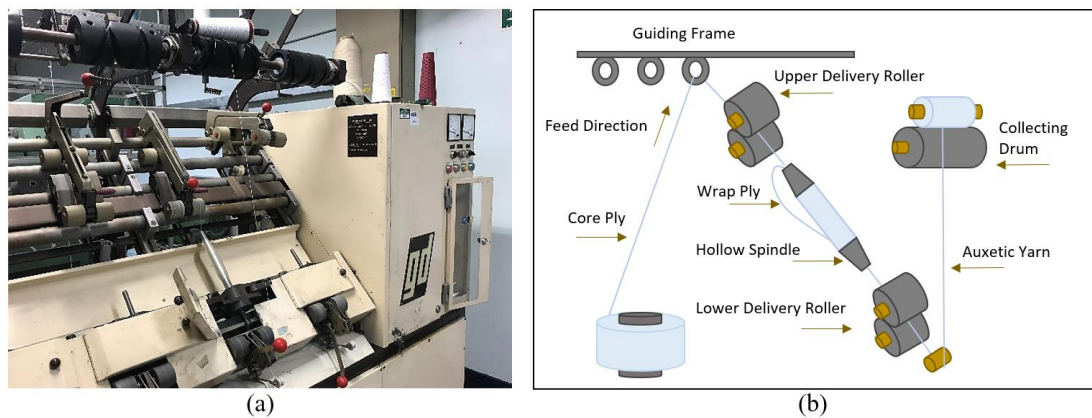 gd
Guiding Frame
Upper Delivery Roller
Feed Direction
Collecting
Drum
Wrap Ply
Core Ply
Hollow Spindle
Auxetic Yarn
Lower Delivery Roller
(a)
(b)